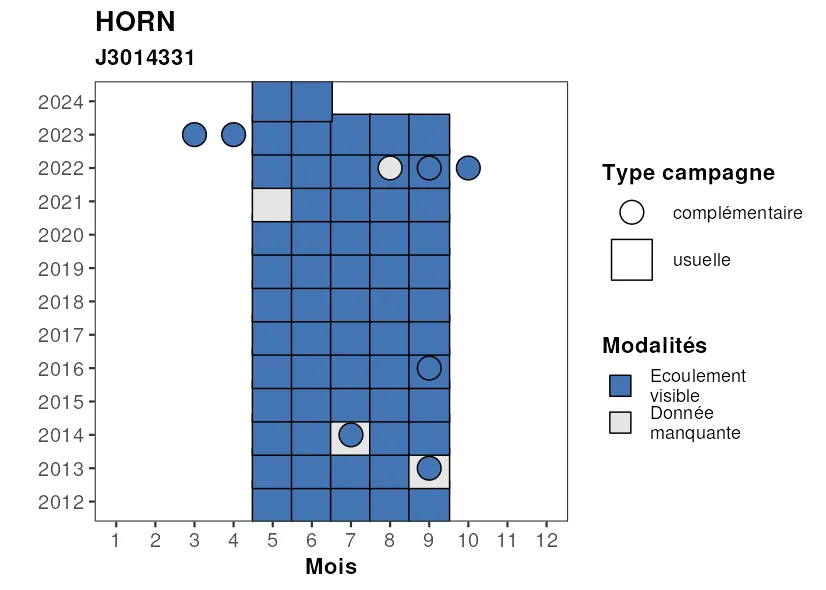 HORN
J3014331
2024
2023
2022
2021
2020
2019
2018
2017
2016
2015
2014
2013
2012
1 2 3 4 5 6 7 8 9 10 11 12
Mois
Type campagne
complémentaire
usuelle
Modalités
Ecoulement
visible
Donnée
manquante